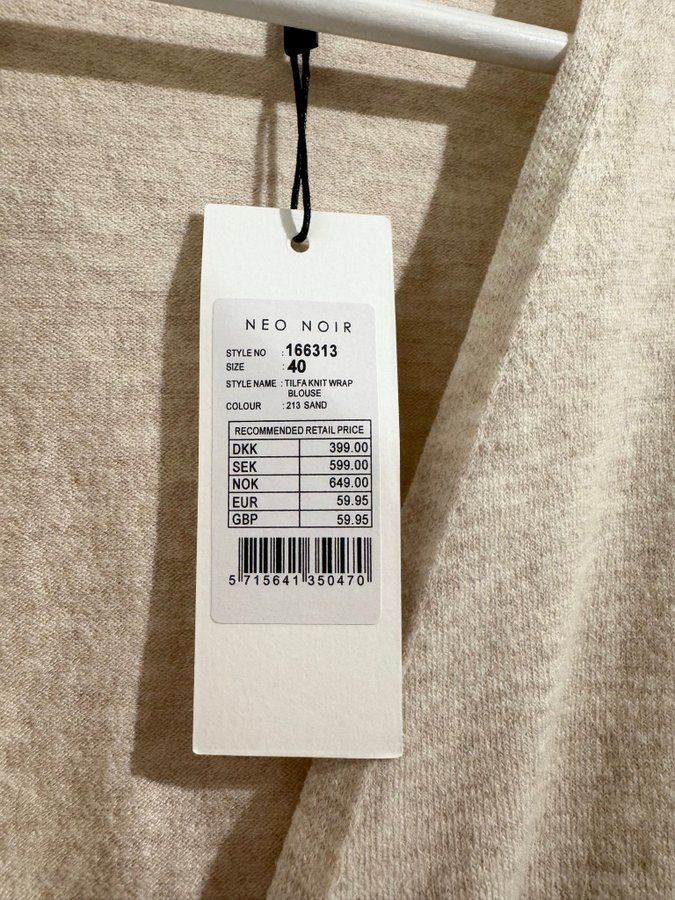 NEO NOIR
STYLE NO : 166313
SIZE : 40
STYLE NAME : TILFA KNIT WRAP
BLOUSE
COLOUR : 213 SAND
RECOMMENDED RETAIL PRICE
DKK 399.00
SEK 599.00
NOK 649.00
EUR 59.95
GBP 59.95
5 715641 350470